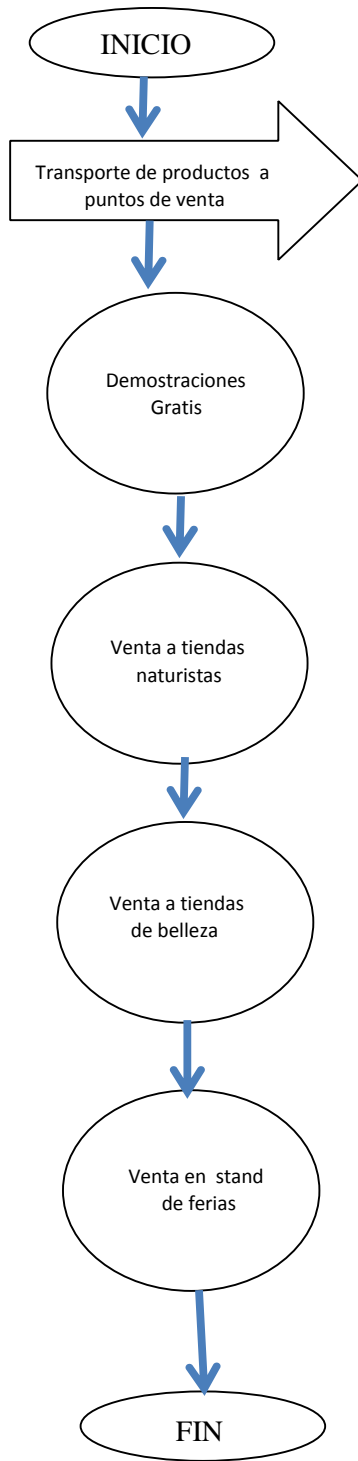 INICIO
Transporte de productos a
puntos de venta
Demostraciones
Gratis
Venta a tiendas
naturistas
Venta a tiendas
de belleza
Venta en stand
de ferias
FIN